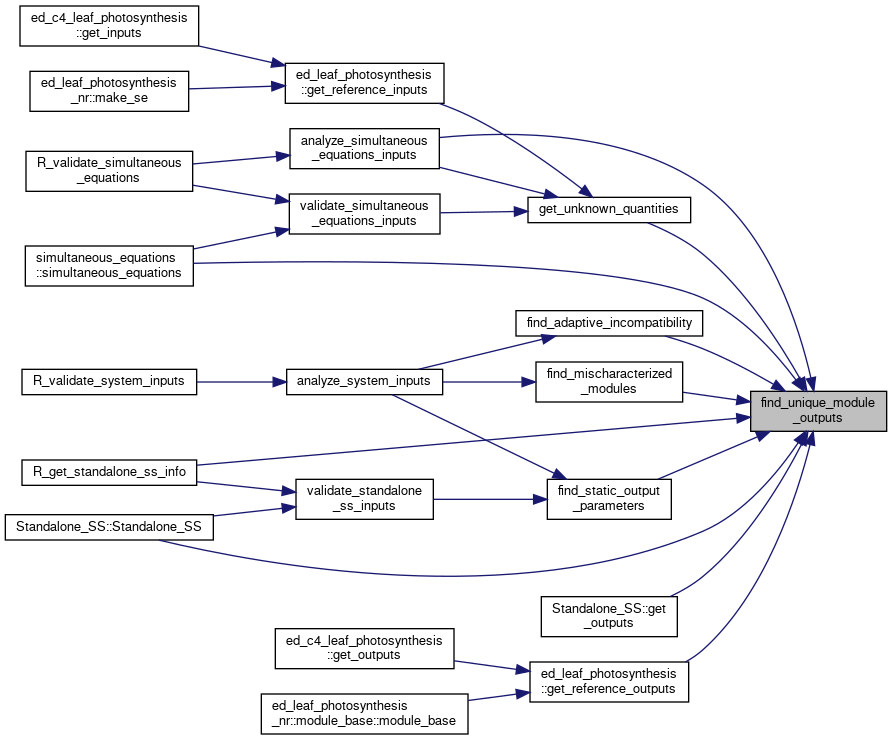 ed_c4_leaf_photosynthesis
::get_inputs
ed_leaf_photosynthesis
_nr::make_se
ed_leaf_photosynthesis
::get_reference_inputs
analyze_simultaneous
_equations_inputs
R_validate_simultaneous
_equations
validate_simultaneous
_equations_inputs
get_unknown_quantities
simultaneous_equations
::simultaneous_equations
find_adaptive_incompatibility
R_validate_system_inputs
analyze_system_inputs
find_mischaracterized
_modules
find_unique_module
_outputs
R_get_standalone_ss_info
validate_standalone
_ss_inputs
find_static_output
_parameters
Standalone_SS::Standalone_SS
Standalone_SS::get
_outputs
ed_c4_leaf_photosynthesis
::get_outputs
ed_leaf_photosynthesis
::get_reference_outputs
ed_leaf_photosynthesis
_nr::module_base::module_base